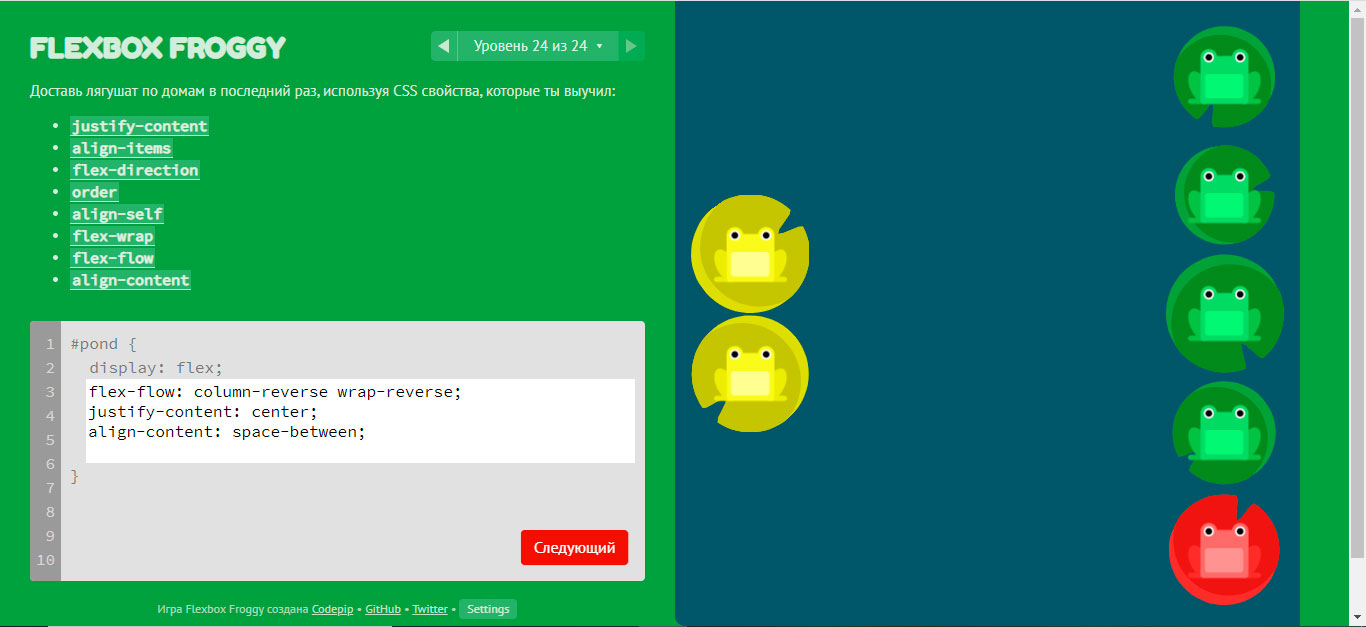 FLEXBOX FROGGY
Уровень 24 из 24
Доставь лягушат по домам в последний раз, используя CSS свойства, которые ты выучил:
justify-content
align-items
flex-direction
order
align-self
flex-wrap
flex-flow
align-content
1 #pond {
2 display: flex;
3 flex-flow: column-reverse wrap-reverse;
4 justify-content: center;
5 align-content: space-between;
6 }
7
8
9
10
Следующий
Игра Flexbox Froggy создана Codepip • GitHub • Twitter • Settings